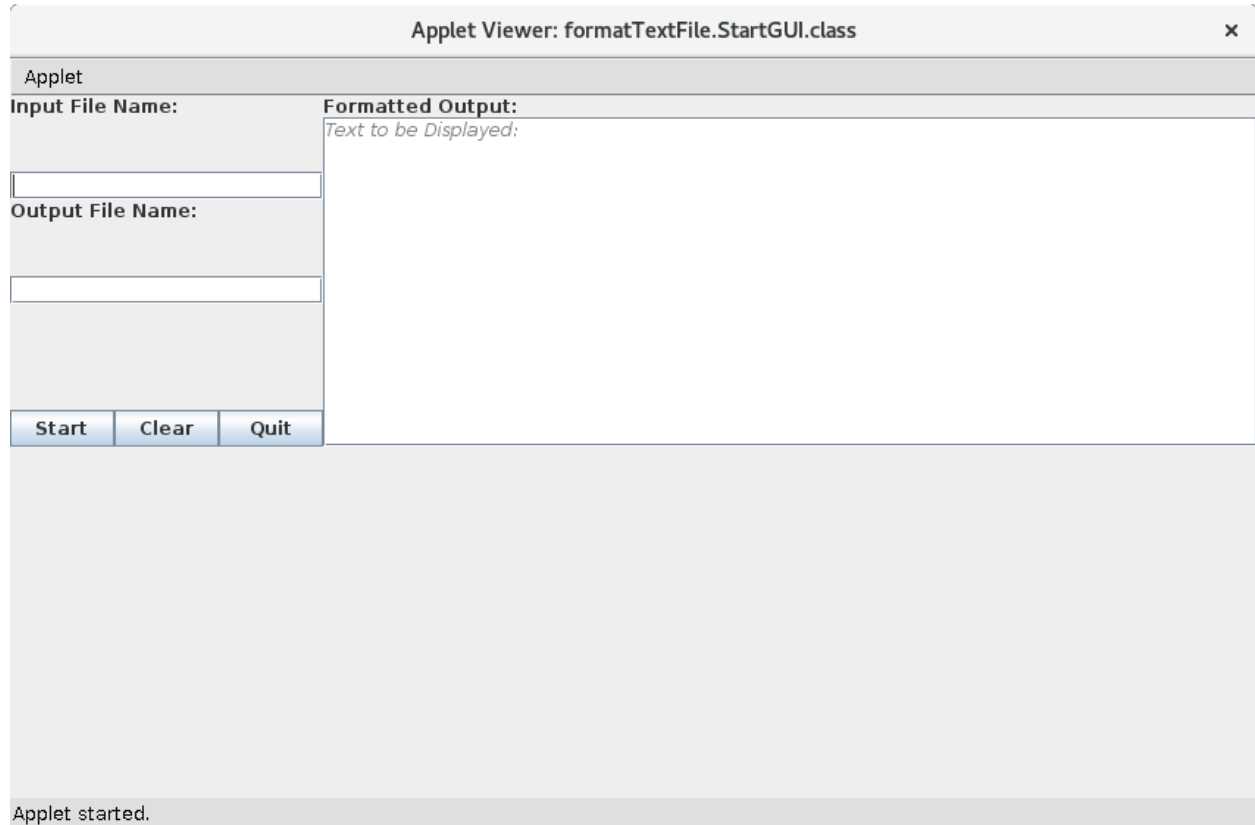 Applet Viewer: formatTextFile.StartGUI.class
×
Applet
Input File Name:
Output File Name:
Start Clear Quit
Formatted Output:
Text to be Displayed:
Applet started.